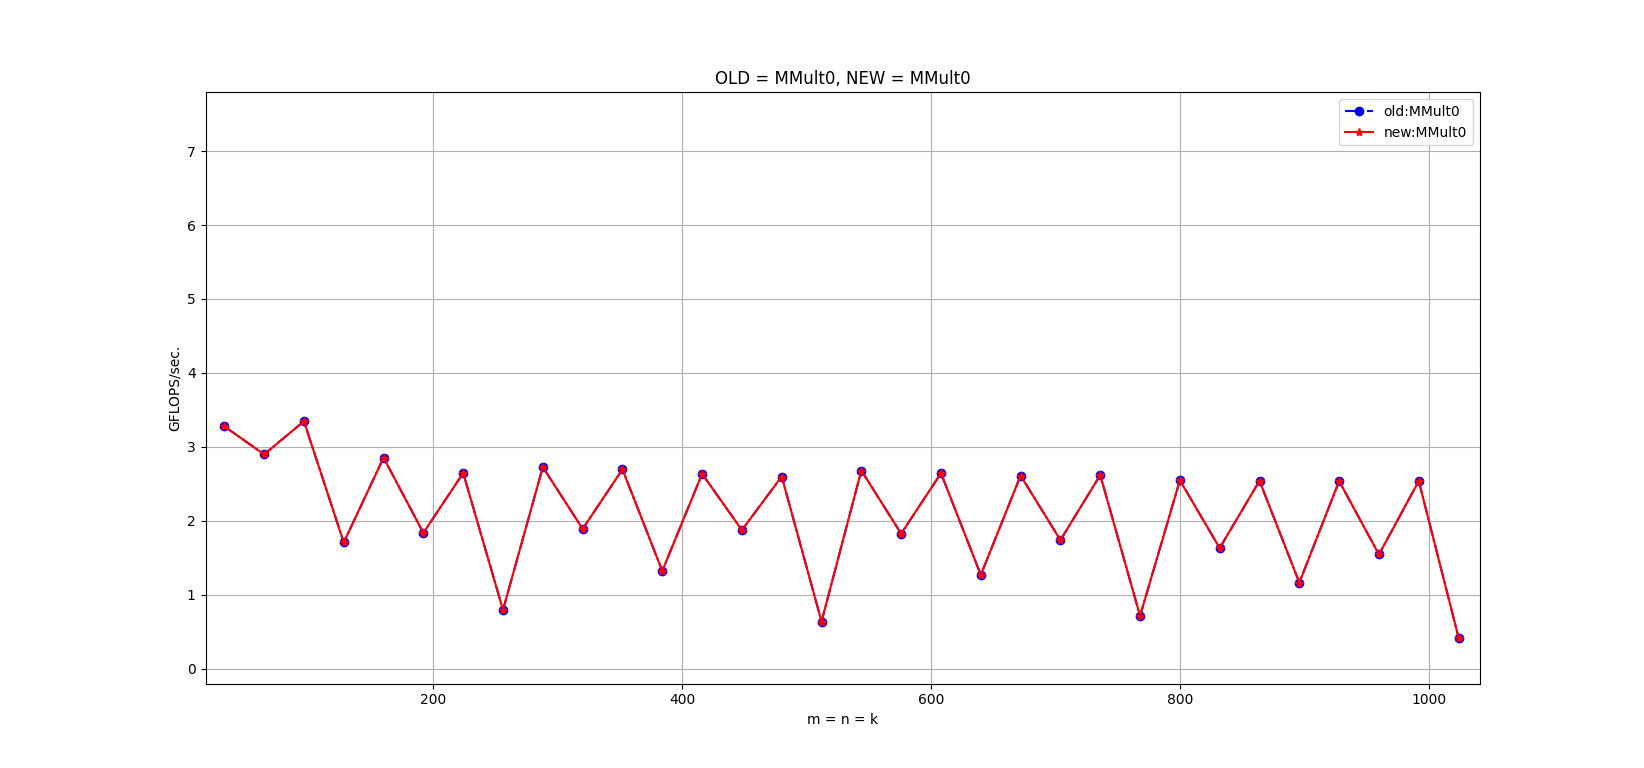 OLD = MMult0, NEW = MMult0
old:MMult0
new:MMult0
7
6
5
4
3
2
1
0
GFLOPS/sec.
200 400 600 800 1000
m = n = k